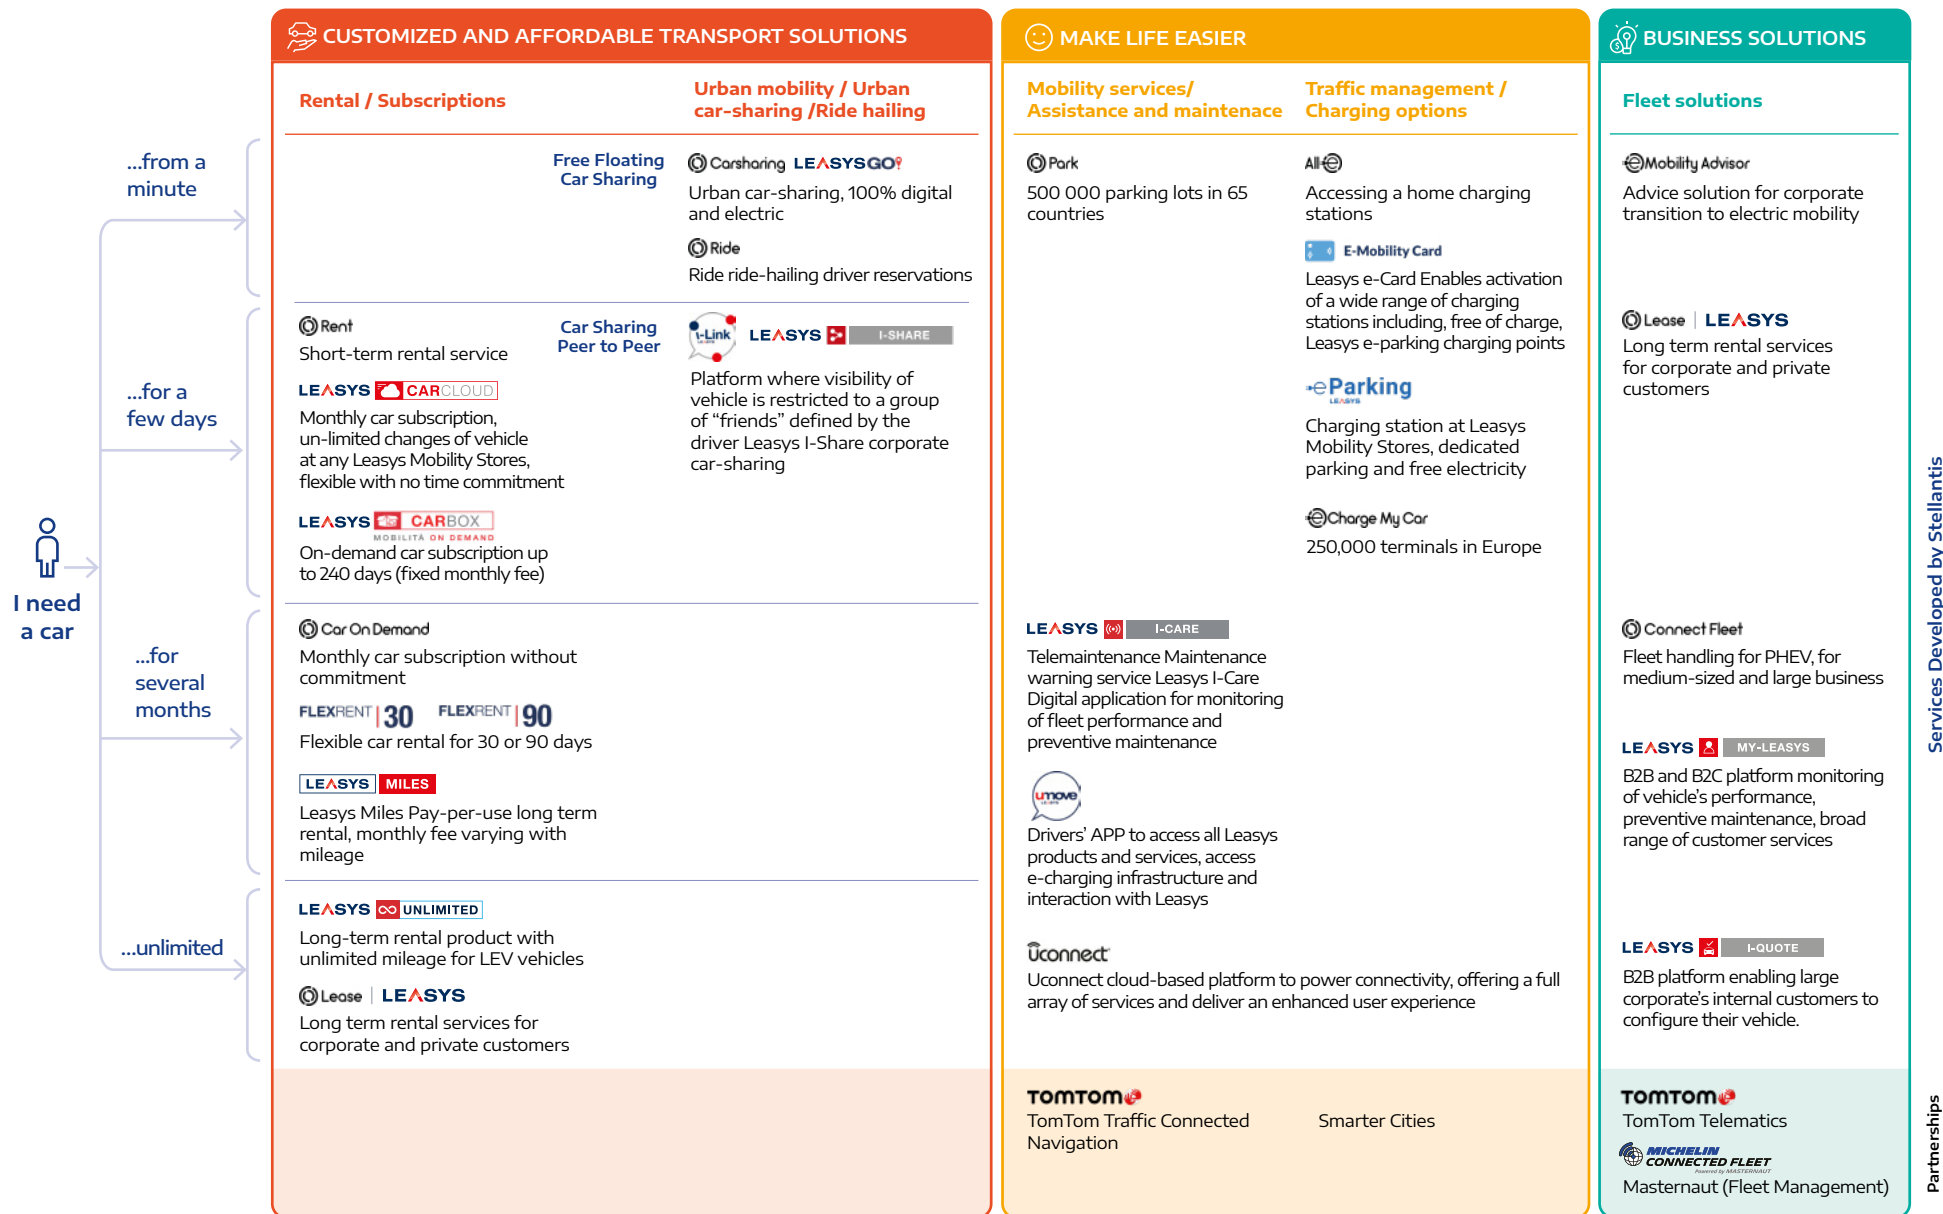 I need
a car
...from a
minute
...for a
few days
...for
several
months
...unlimited
CUSTOMIZED AND AFFORDABLE TRANSPORT SOLUTIONS
Rental / Subscriptions
Urban mobility / Urban
car-sharing /Ride hailing
Free Floating
Car Sharing
Carsharing LEASYS GO!
Urban car-sharing, 100% digital
and electric
Ride
Ride ride-hailing driver reservations
Rent
Short-term rental service
LEASYS CARCLOUD
Monthly car subscription,
un-limited changes of vehicle
at any Leasys Mobility Stores,
flexible with no time commitment
LEASYS CARBOX
MOBILITÀ ON DEMAND
On-demand car subscription up
to 240 days (fixed monthly fee)
Car Sharing
Peer to Peer
i-Link
LEASYS
LEASYS I-SHARE
Platform where visibility of
vehicle is restricted to a group
of “friends” defined by the
driver Leasys I-Share corporate
car-sharing
Car On Demand
Monthly car subscription without
commitment
FLEXRENT | 30 FLEXRENT | 90
Flexible car rental for 30 or 90 days
LEASYS MILES
Leasys Miles Pay-per-use long term
rental, monthly fee varying with
mileage
LEASYS UNLIMITED
Long-term rental product with
unlimited mileage for LEV vehicles
Lease | LEASYS
Long term rental services for
corporate and private customers
MAKE LIFE EASIER
Mobility services/
Assistance and maintenace
Park
500 000 parking lots in 65
countries
LEASYS I-CARE
Telemaintenance Maintenance
warning service Leasys I-Care
Digital application for monitoring
of fleet performance and
preventive maintenance
umove
LEASYS
Drivers’ APP to access all Leasys
products and services, access
e-charging infrastructure and
interaction with Leasys
uconnect
Uconnect cloud-based platform to power connectivity, offering a full
array of services and deliver an enhanced user experience
Traffic management /
Charging options
All-e
Accessing a home charging
stations
E-Mobility Card
Leasys e-Card Enables activation
of a wide range of charging
stations including, free of charge,
Leasys e-parking charging points
e Parking
LEASYS
Charging station at Leasys
Mobility Stores, dedicated
parking and free electricity
e Charge My Car
250,000 terminals in Europe
TOMTOM
TomTom Traffic Connected
Navigation
Smarter Cities
BUSINESS SOLUTIONS
Fleet solutions
e Mobility Advisor
Advice solution for corporate
transition to electric mobility
Lease | LEASYS
Long term rental services
for corporate and private
customers
Connect Fleet
Fleet handling for PHEV, for
medium-sized and large business
LEASYS MY-LEASYS
B2B and B2C platform monitoring
of vehicle’s performance,
preventive maintenance, broad
range of customer services
LEASYS I-QUOTE
B2B platform enabling large
corporate’s internal customers to
configure their vehicle.
TOMTOM
TomTom Telematics
MICHELIN
CONNECTED FLEET
Powered by MASTERNAUT
Masternaut (Fleet Management)
Services Developed by Stellantis
Partnerships